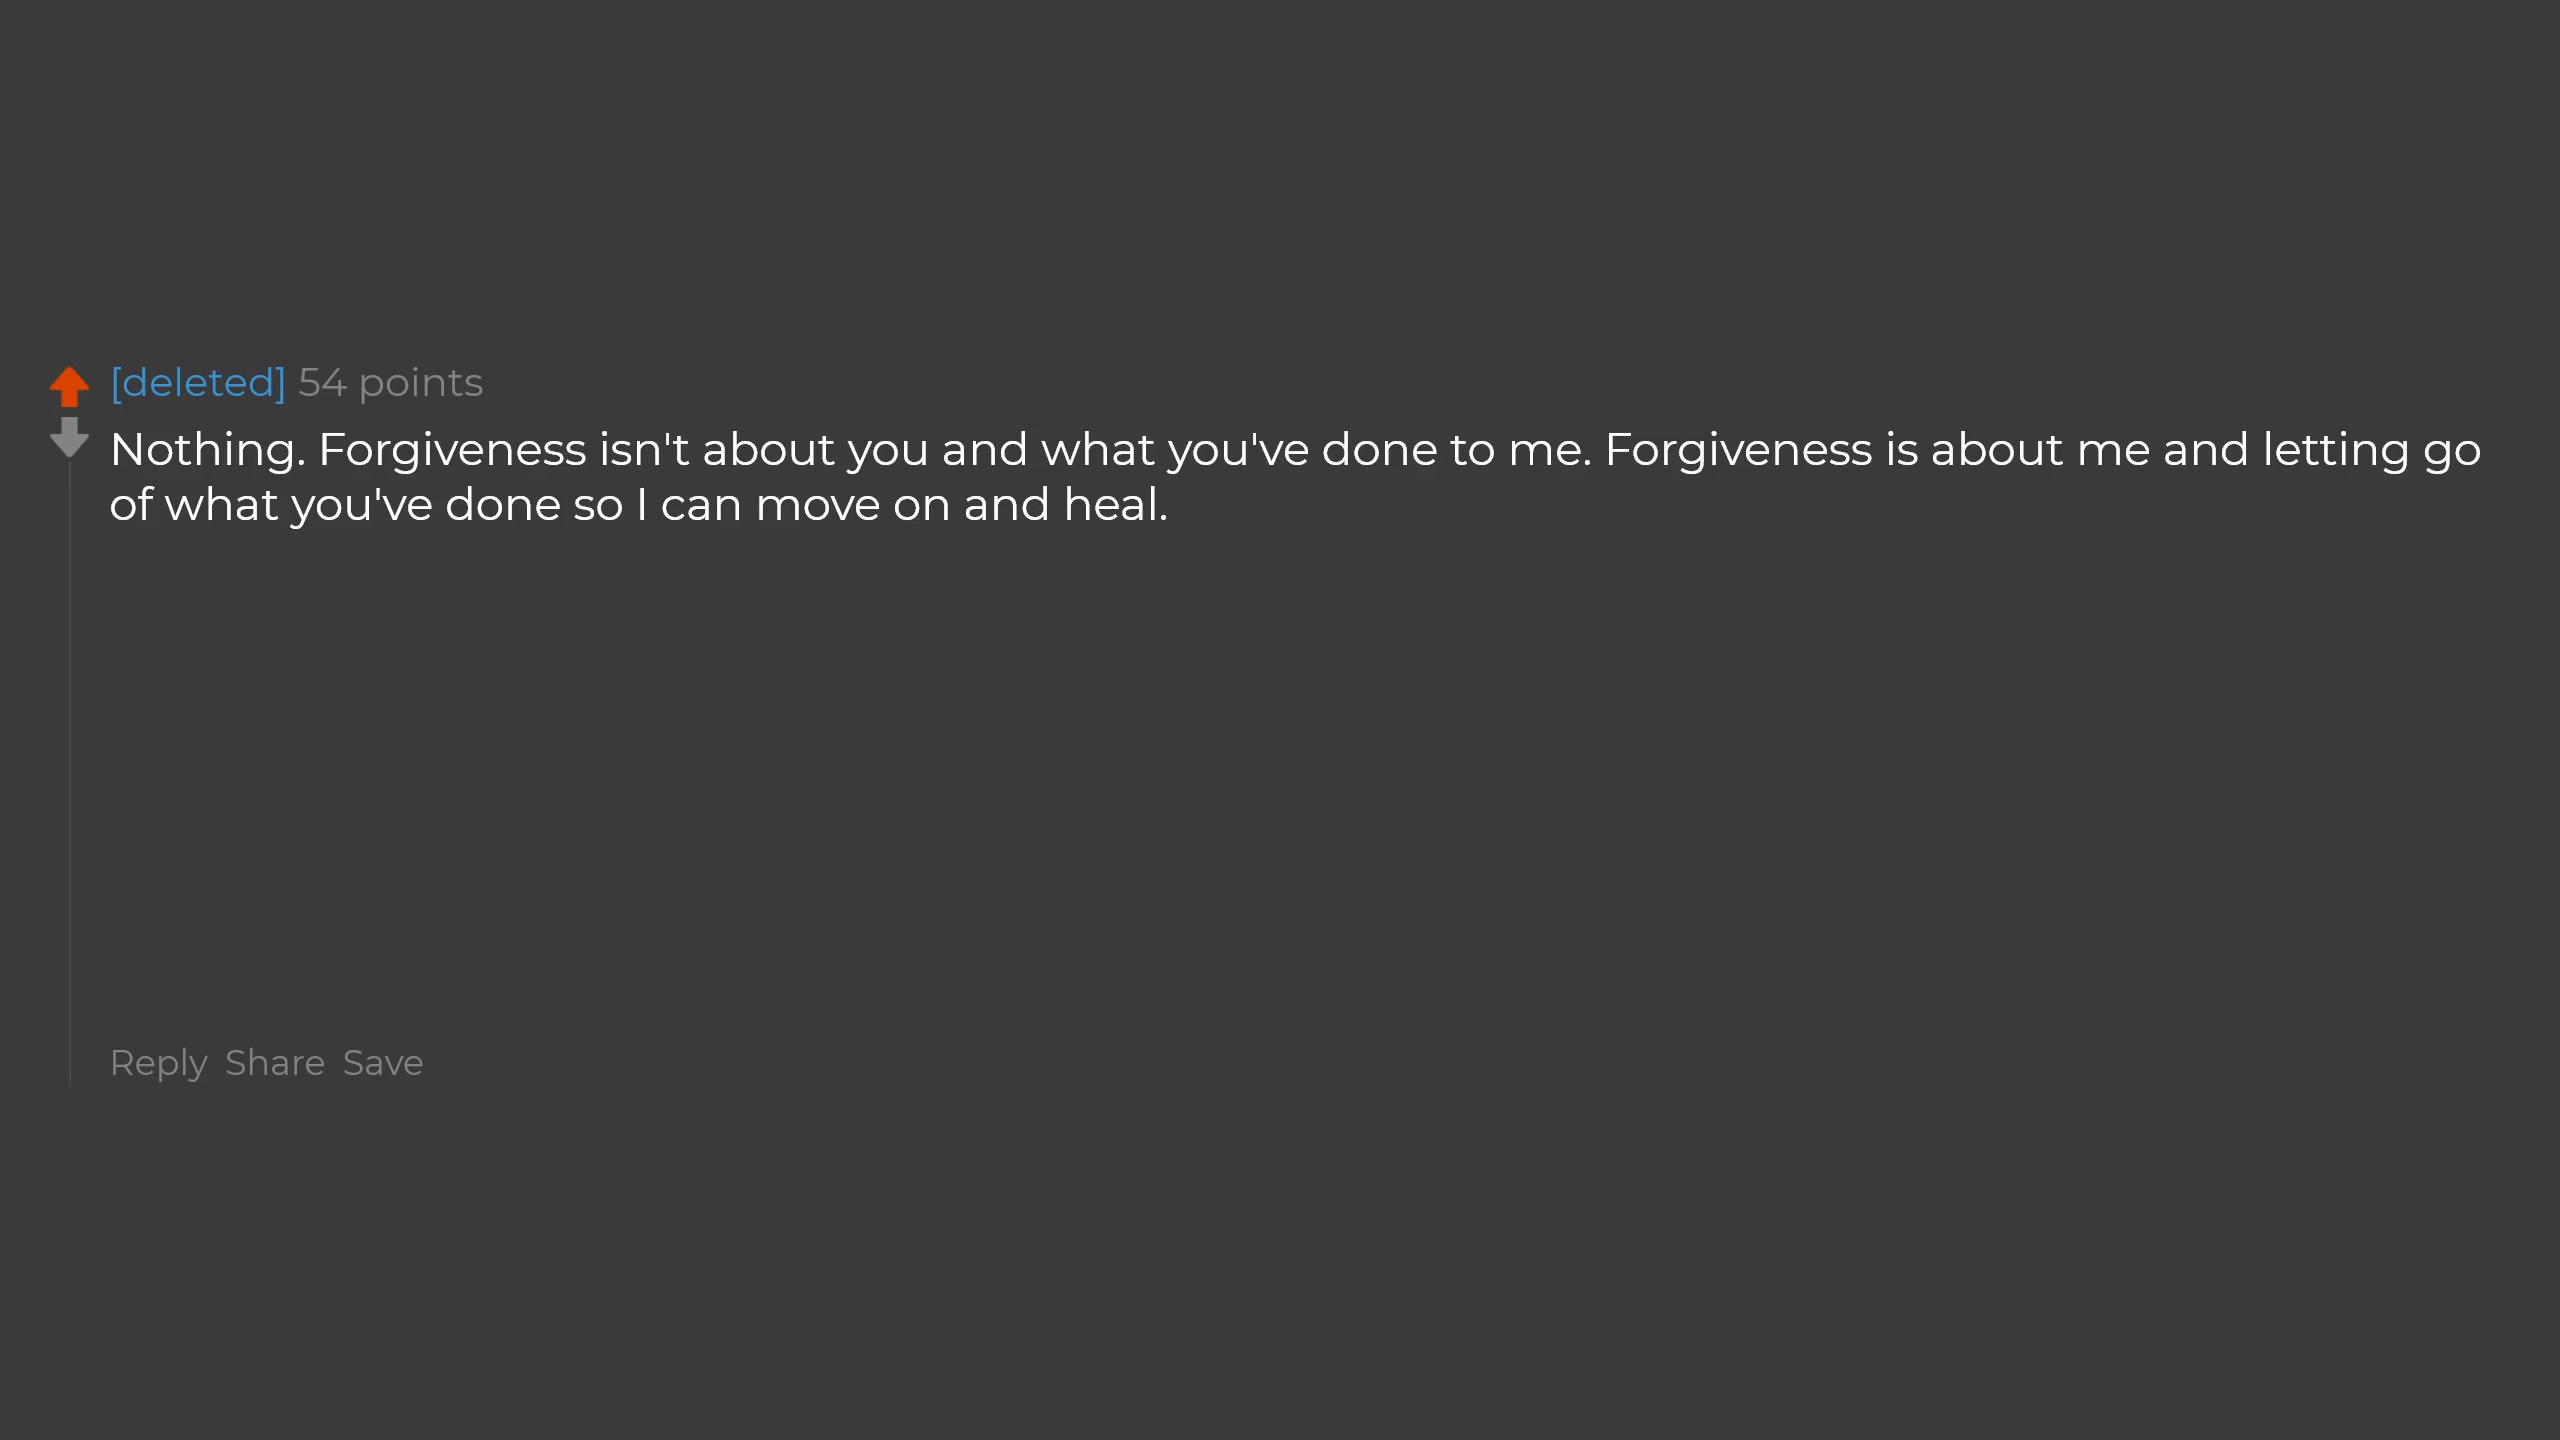 [deleted] 54 points
Nothing. Forgiveness isn't about you and what you've done to me. Forgiveness is about me and letting go
of what you've done so I can move on and heal.
Reply Share Save